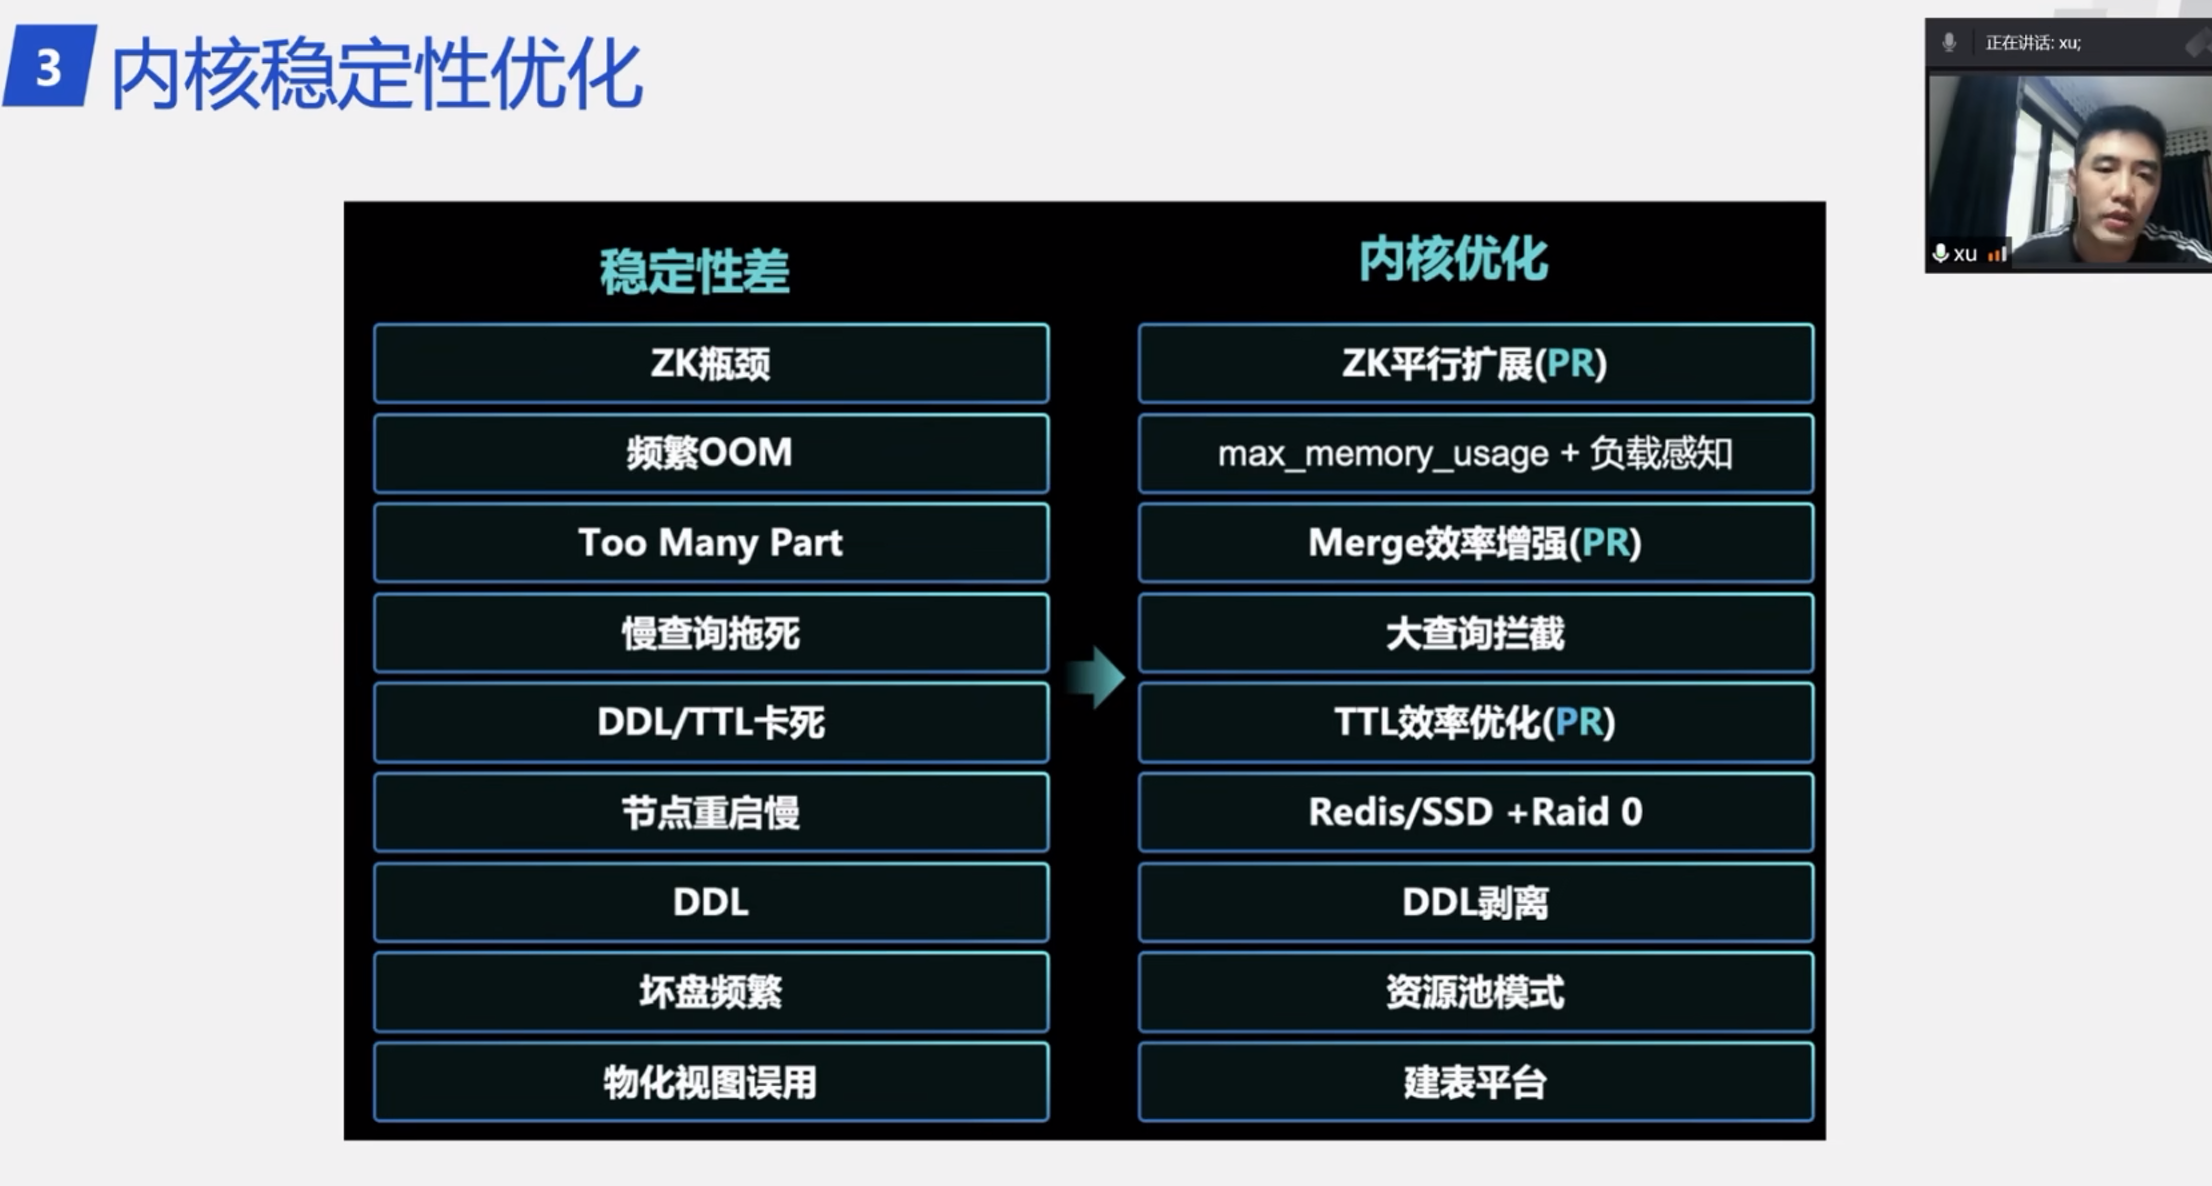 3 内核稳定性优化
正在讲话: xu;
xu
稳定性差
内核优化
ZK瓶颈
ZK平行扩展(PR)
频繁OOM
max_memory_usage + 负载感知
Too Many Part
Merge效率增强(PR)
慢查询拖死
大查询拦截
DDL/TTL卡死
TTL效率优化(PR)
节点重启慢
Redis/SSD +Raid 0
DDL
DDL剥离
坏盘频繁
资源池模式
物化视图误用
建表平台